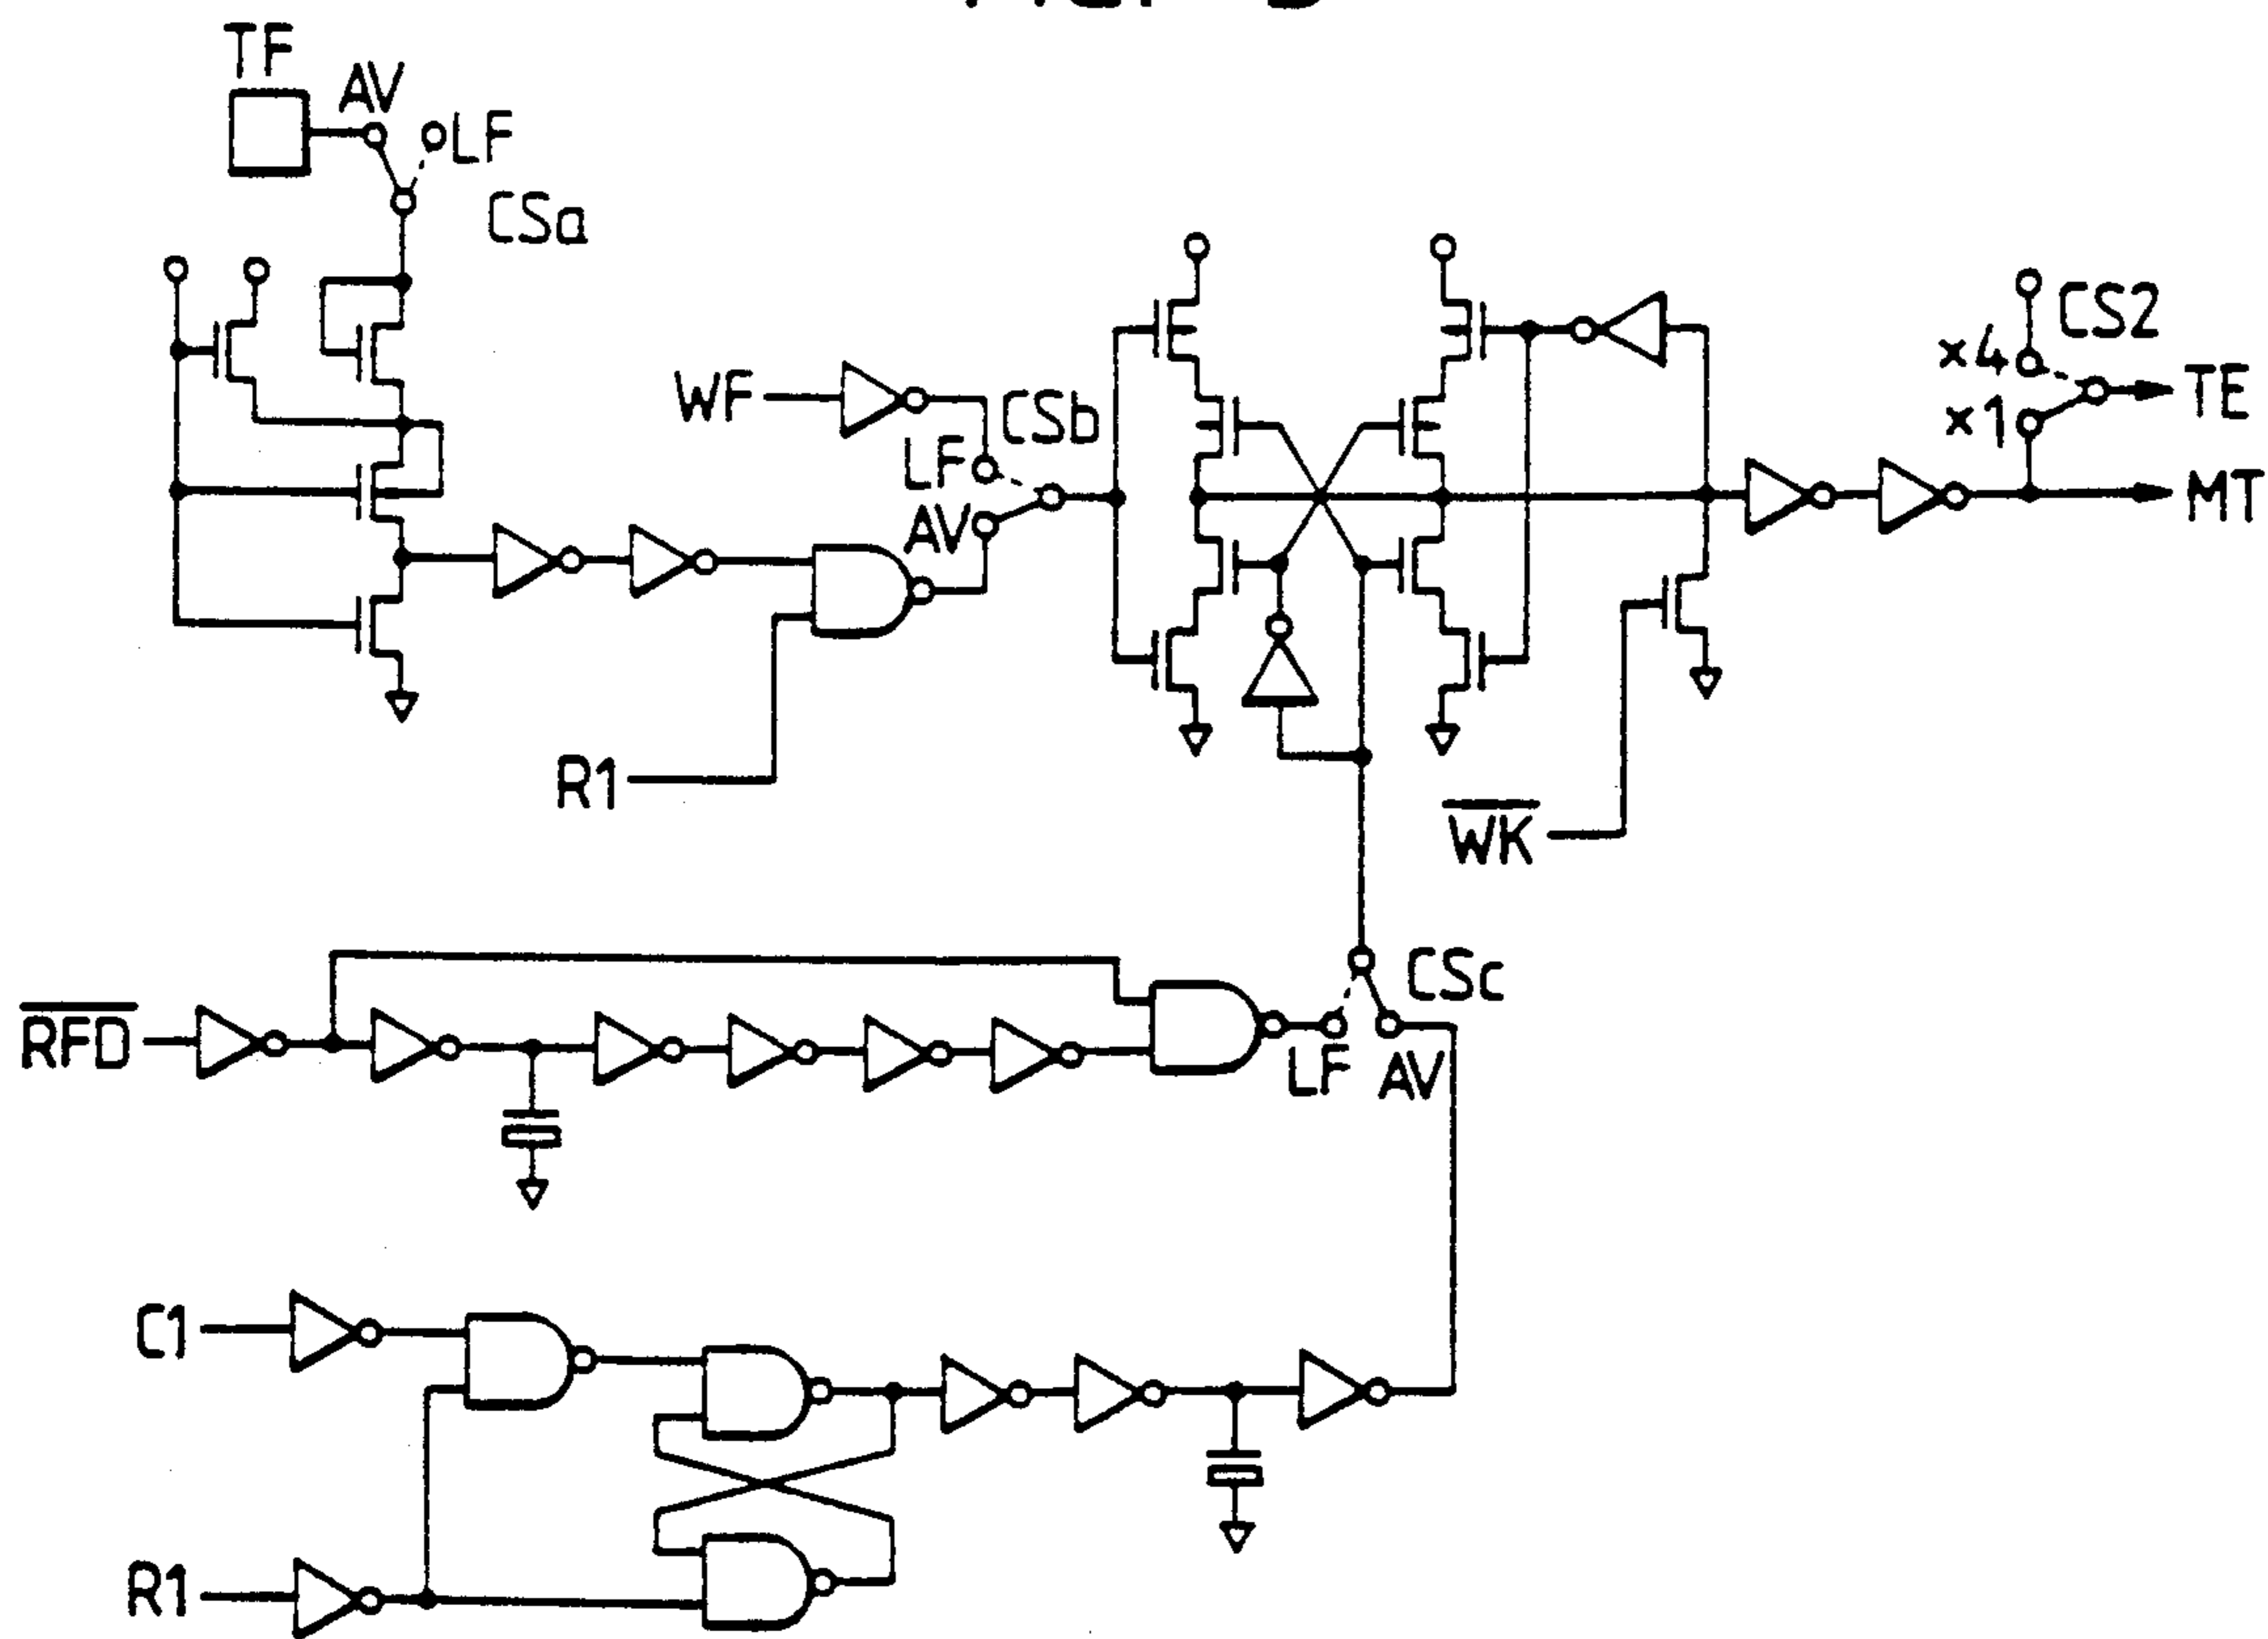 TF
AV
LF
CSa
CS2
×4
TE
WF
CSb
×1
LF
AV
MT
R1
WK
CSc
RFD
LF AV
C1
R1